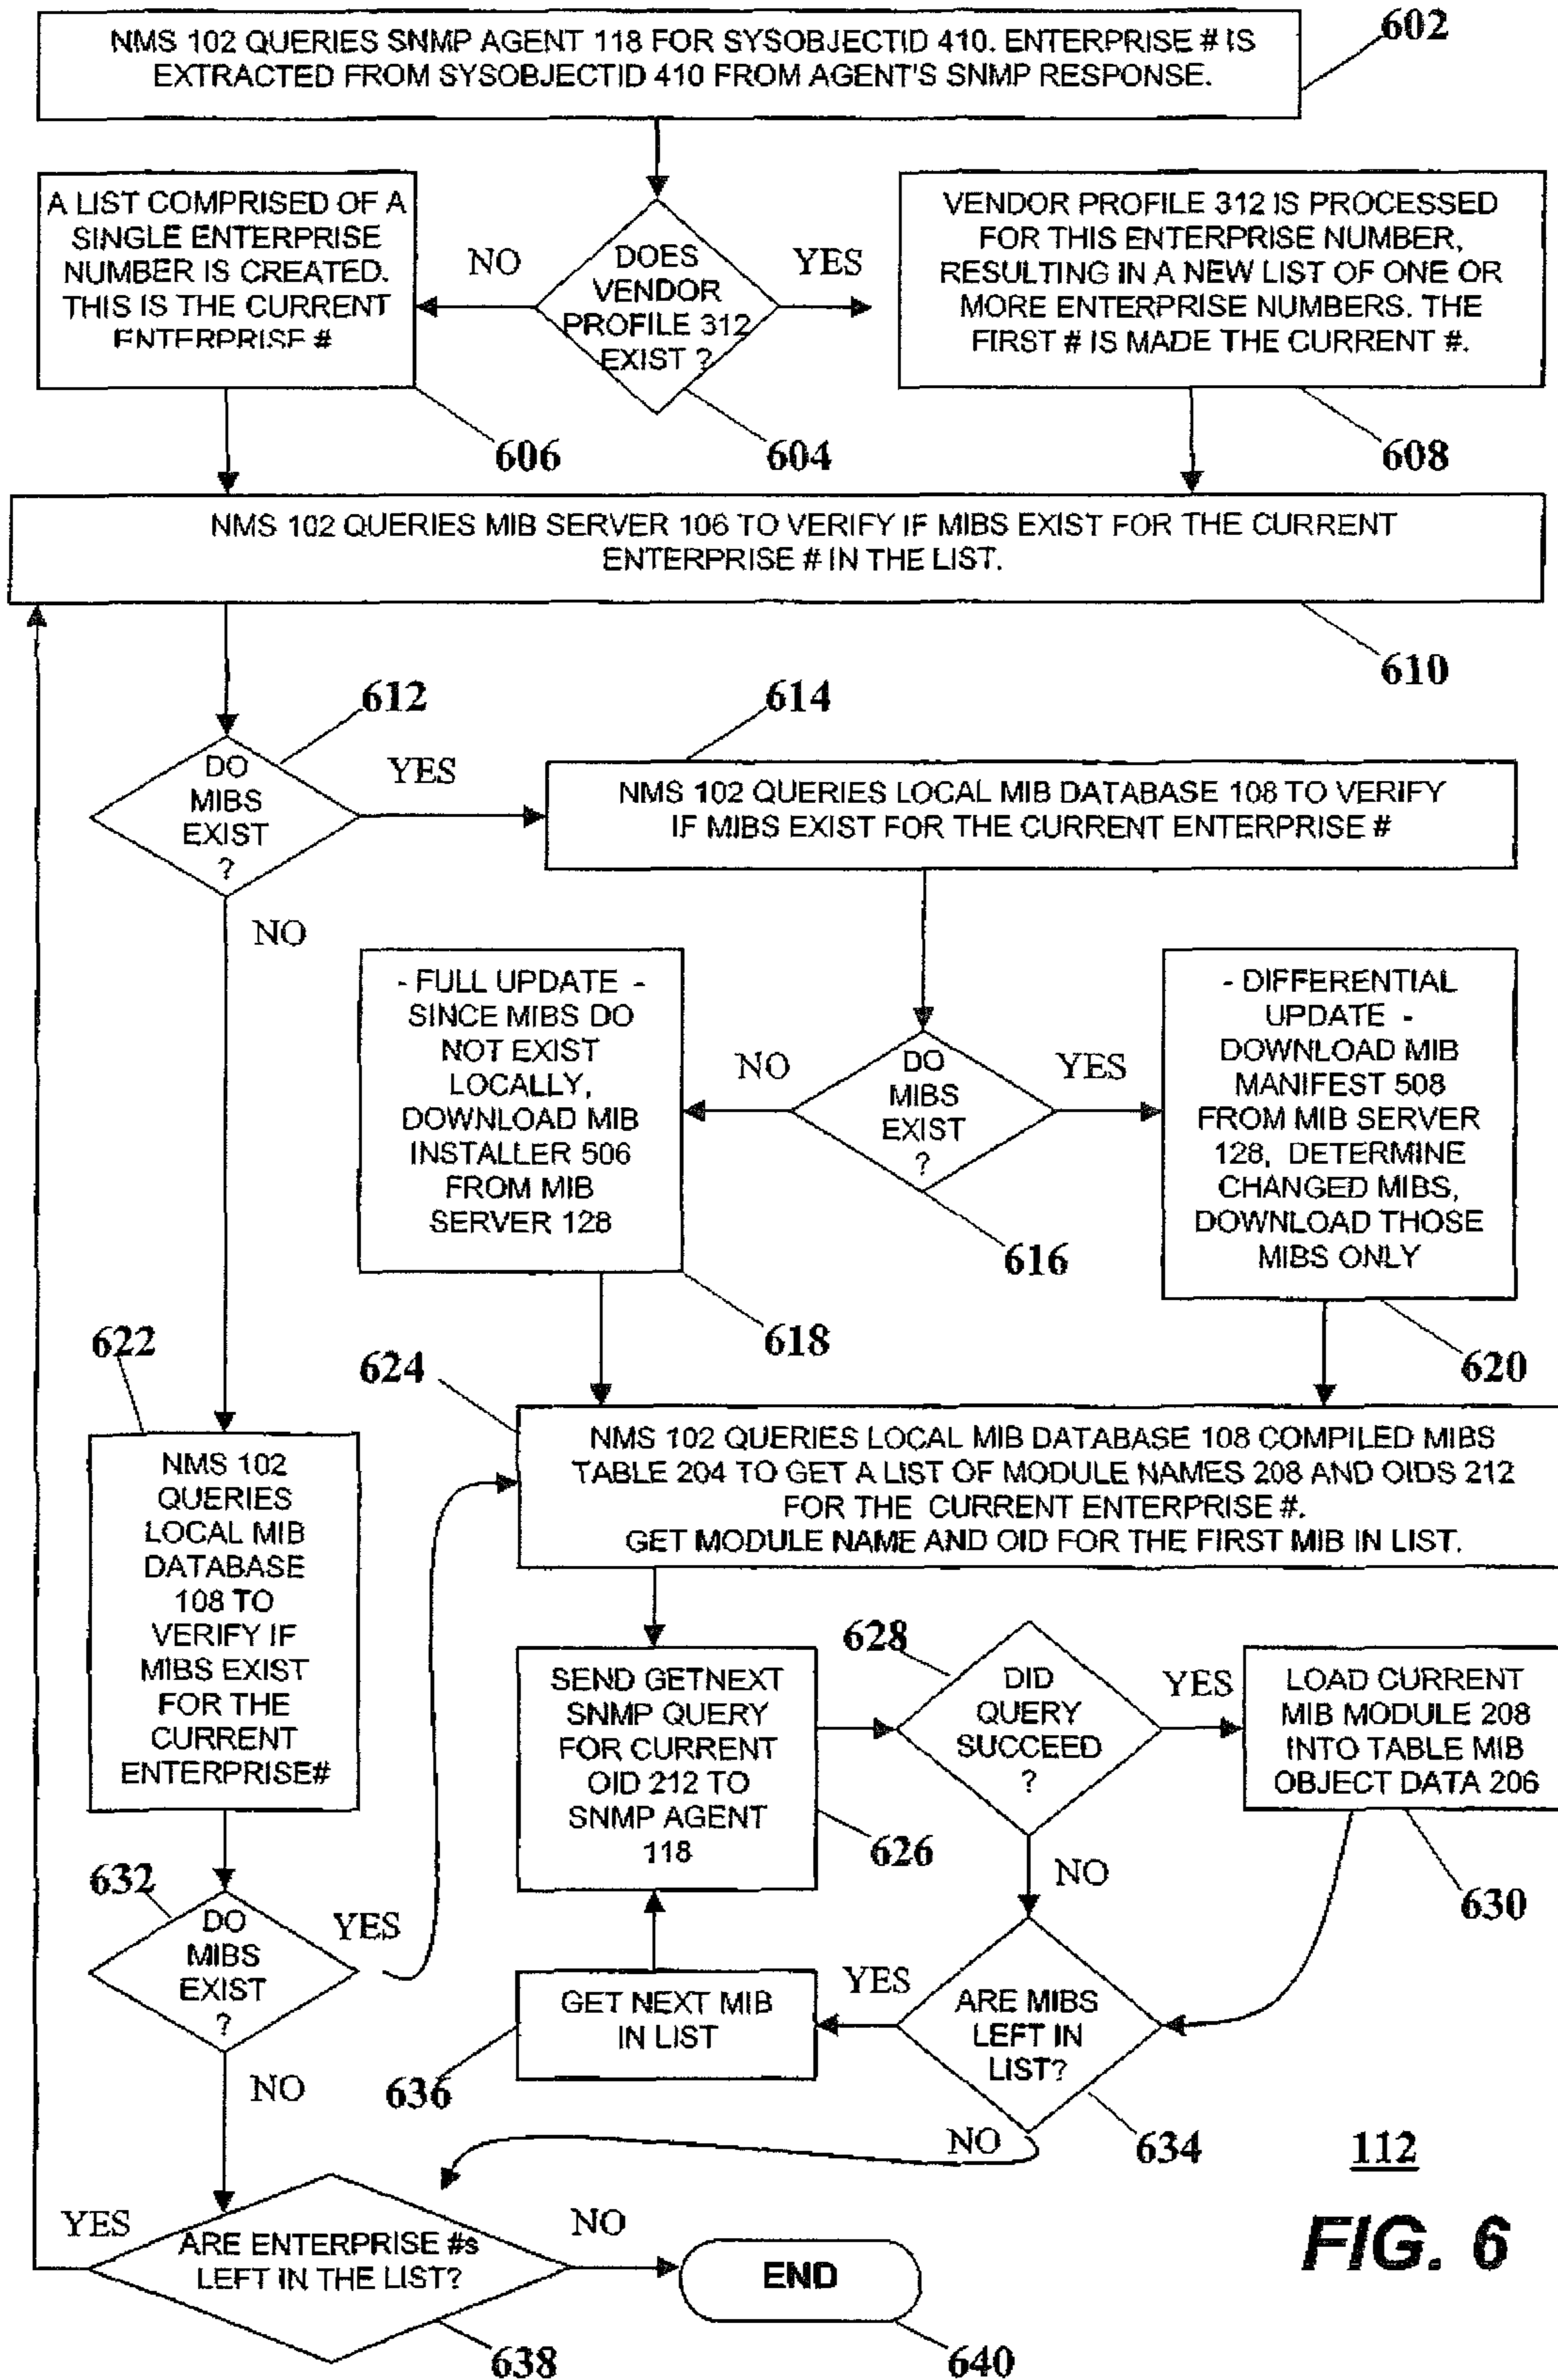 NMS 102 QUERIES SNMP AGENT 118 FOR SYSOBJECTID 410. ENTERPRISE # IS
EXTRACTED FROM SYSOBJECTID 410 FROM AGENT'S SNMP RESPONSE.
602
A LIST COMPRISED OF A
SINGLE ENTERPRISE
NUMBER IS CREATED.
THIS IS THE CURRENT
ENTERPRISE #
606
NO
DOES
VENDOR
PROFILE 312
EXIST ?
604
YES
VENDOR PROFILE 312 IS PROCESSED
FOR THIS ENTERPRISE NUMBER,
RESULTING IN A NEW LIST OF ONE OR
MORE ENTERPRISE NUMBERS. THE
FIRST # IS MADE THE CURRENT #.
608
NMS 102 QUERIES MIB SERVER 106 TO VERIFY IF MIBS EXIST FOR THE CURRENT
ENTERPRISE # IN THE LIST.
610
612
DO
MIBS
EXIST
?
YES
NO
614
NMS 102 QUERIES LOCAL MIB DATABASE 108 TO VERIFY
IF MIBS EXIST FOR THE CURRENT ENTERPRISE #
- FULL UPDATE -
SINCE MIBS DO
NOT EXIST
LOCALLY,
DOWNLOAD MIB
INSTALLER 506
FROM MIB
SERVER 128
618
NO
DO
MIBS
EXIST
?
616
YES
- DIFFERENTIAL
UPDATE -
DOWNLOAD MIB
MANIFEST 508
FROM MIB SERVER
128, DETERMINE
CHANGED MIBS,
DOWNLOAD THOSE
MIBS ONLY
620
622
NMS 102
QUERIES
LOCAL MIB
DATABASE
108 TO
VERIFY IF
MIBS EXIST
FOR THE
CURRENT
ENTERPRISE#
624
NMS 102 QUERIES LOCAL MIB DATABASE 108 COMPILED MIBS
TABLE 204 TO GET A LIST OF MODULE NAMES 208 AND OIDS 212
FOR THE CURRENT ENTERPRISE #.
GET MODULE NAME AND OID FOR THE FIRST MIB IN LIST.
SEND GETNEXT
SNMP QUERY
FOR CURRENT
OID 212 TO
SNMP AGENT
118
626
628
DID
QUERY
SUCCEED
?
YES
NO
LOAD CURRENT
MIB MODULE 208
INTO TABLE MIB
OBJECT DATA 206
630
632
DO
MIBS
EXIST
?
YES
NO
GET NEXT MIB
IN LIST
636
YES
ARE MIBS
LEFT IN
LIST?
634
NO
YES
ARE ENTERPRISE #s
LEFT IN THE LIST?
638
NO
END
640
112
FIG. 6